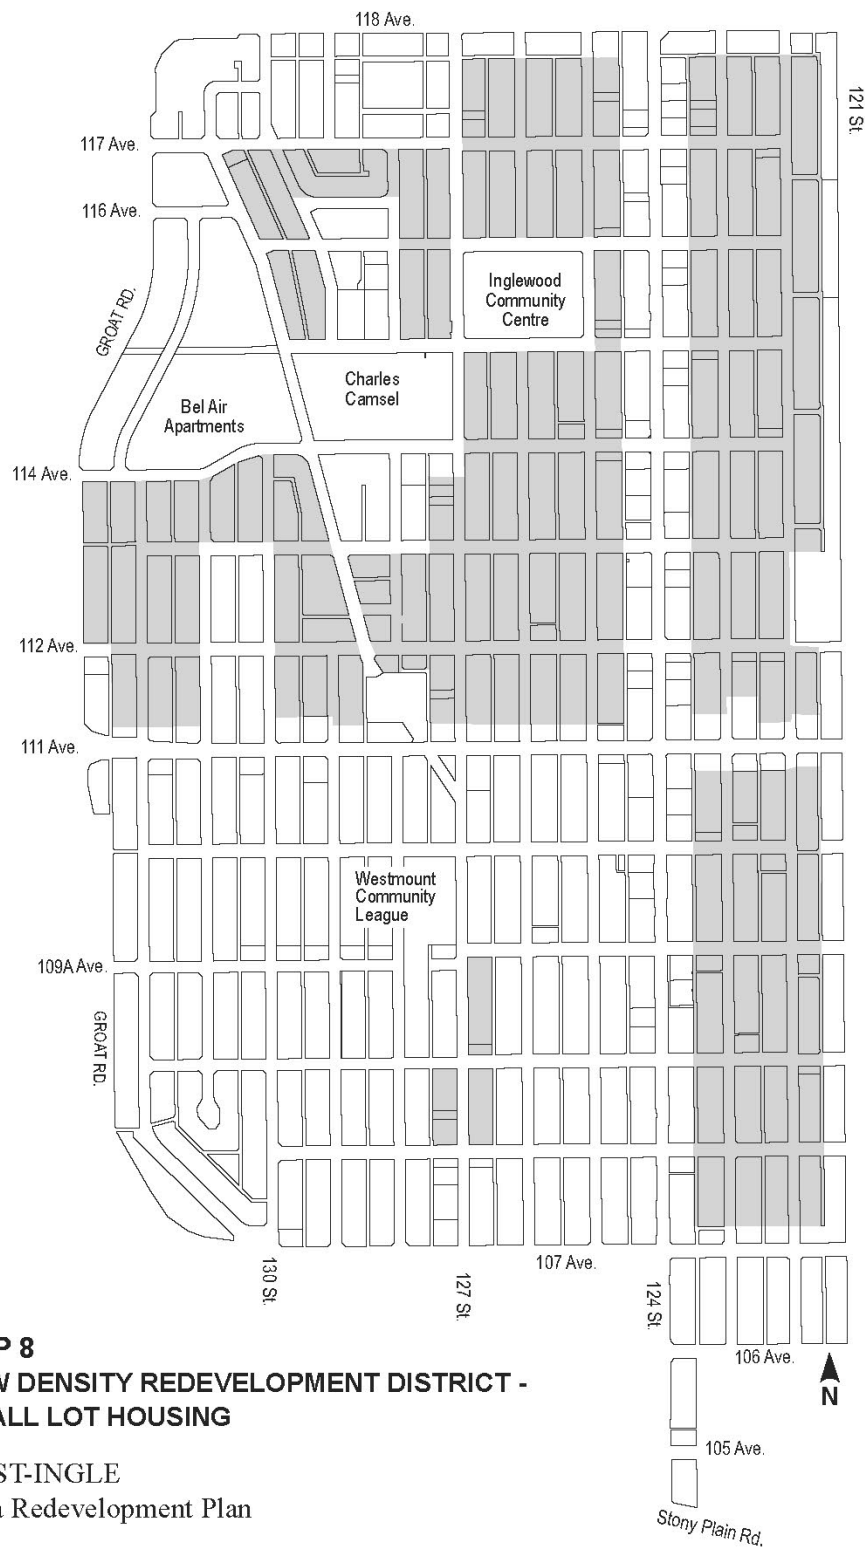 118 Ave.
121 St.
117 Ave.
116 Ave.
Inglewood
Community
Centre
GROAT RD.
Charles
Camsel
Bel Air
Apartments
114 Ave.
112 Ave.
111 Ave.
Westmount
Community
League
109A Ave.
GROAT RD.
107 Ave.
130 St.
127 St.
124 St.
P 8
106 Ave.
W DENSITY REDEVELOPMENT DISTRICT -
N
ALL LOT HOUSING
105 Ave.
ST-INGLE
a Redevelopment Plan
Stony Plain Rd.